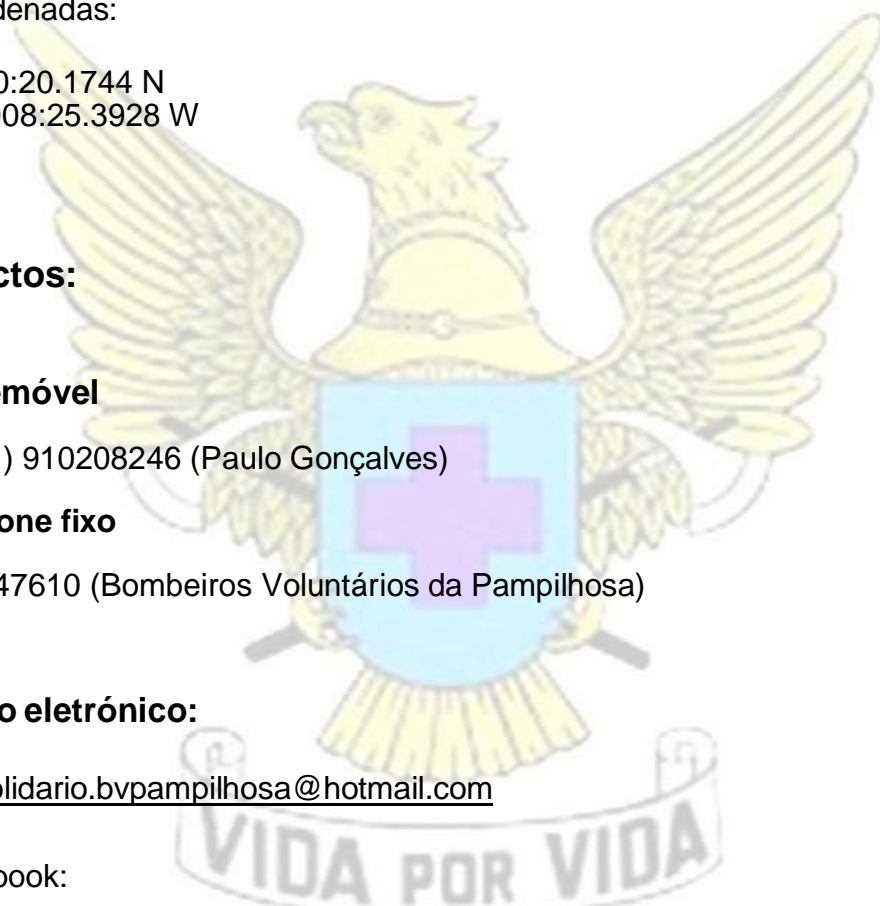 denadas:
0:20.1744 N
008:25.3928 W
ctos:
emóvel
) 910208246 (Paulo Gonçalves)
one fixo
47610 (Bombeiros Voluntários da Pampilhosa)
o eletrónico:
olidario.bvpampilhosa@hotmail.com
VIDA POR VIDA
book: